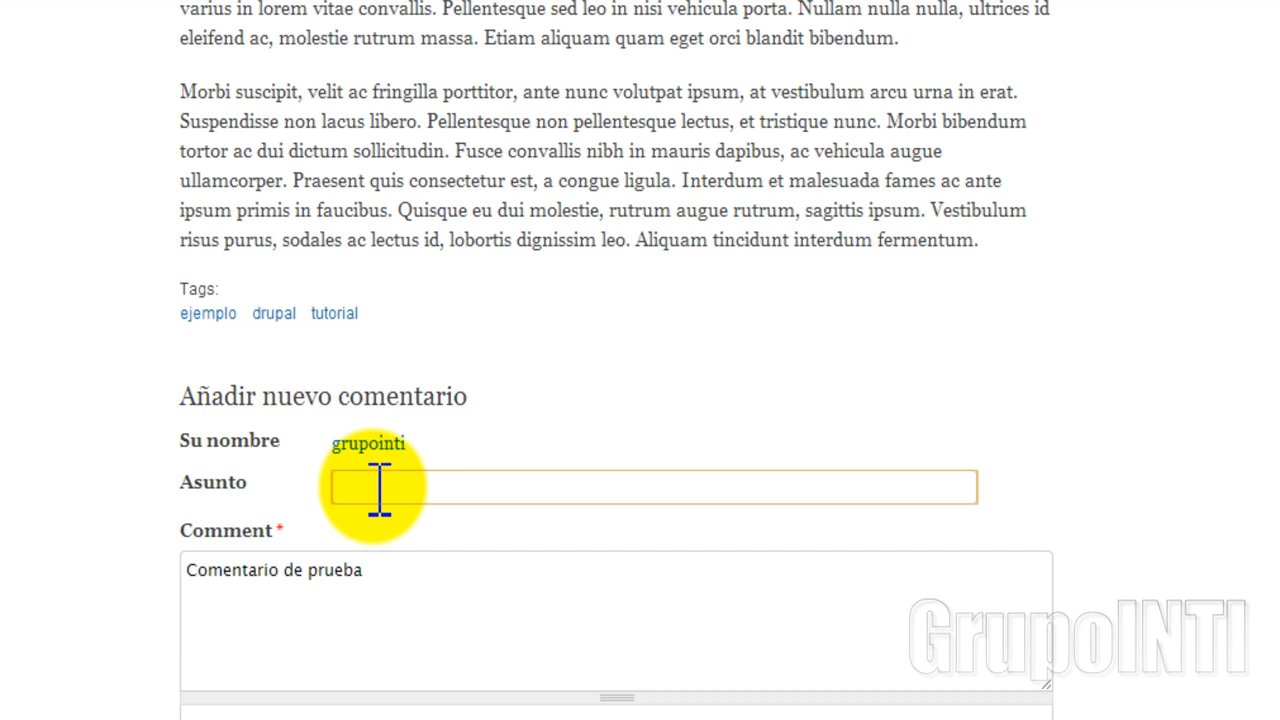 varius in lorem vitae convallis. Pellentesque sed leo in nisi vehicula porta. Nullam nulla nulla, ultrices id
eleifend ac, molestie rutrum massa. Etiam aliquam quam eget orci blandit bibendum.
Morbi suscipit, velit ac fringilla porttitor, ante nunc volutpat ipsum, at vestibulum arcu urna in erat.
Suspendisse non lacus libero. Pellentesque non pellentesque lectus, et tristique nunc. Morbi bibendum
tortor ac dui dictum sollicitudin. Fusce convallis nibh in mauris dapibus, ac vehicula augue
ullamcorper. Praesent quis consectetur est, a congue ligula. Interdum et malesuada fames ac ante
ipsum primis in faucibus. Quisque eu dui molestie, rutrum augue rutrum, sagittis ipsum. Vestibulum
risus purus, sodales ac lectus id, lobortis dignissim leo. Aliquam tincidunt interdum fermentum.
Tags:
ejemplo drupal tutorial
Añadir nuevo comentario
Su nombre grupointi
Asunto
Comment *
Comentario de prueba
GrupoINTI